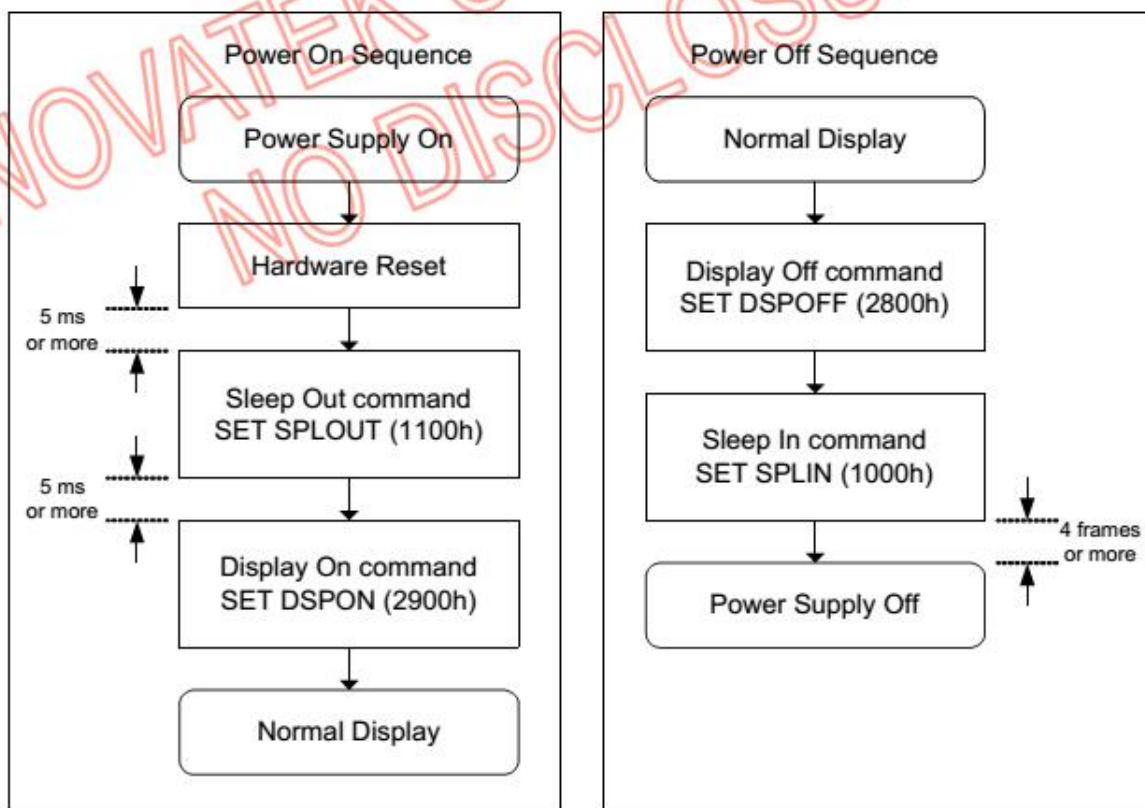 Power On Sequence
Power Supply On
Hardware Reset
5 ms
or more
Sleep Out command
SET SPLOUT (1100h)
5 ms
or more
Display On command
SET DSPON (2900h)
Normal Display
Power Off Sequence
Normal Display
Display Off command
SET DSPOFF (2800h)
Sleep In command
SET SPLIN (1000h)
4 frames
or more
Power Supply Off
NOVATEK
NO DISCLOS